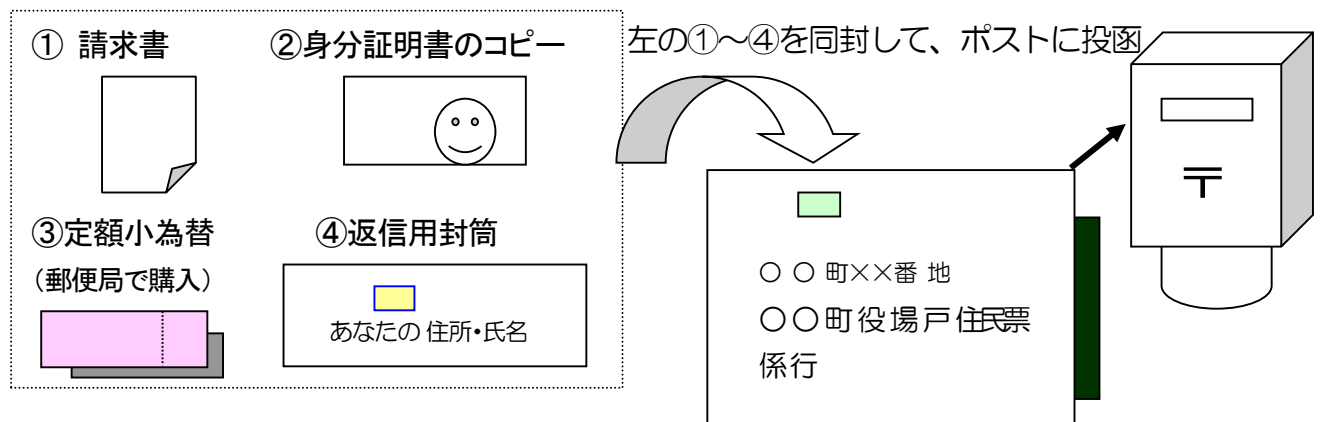 ① 請求書
②身分証明書のコピー
左の①～④を同封して、ポストに投函
〒
③定額小為替
（郵便局で購入）
④返信用封筒
あなたの 住所・氏名
○ ○ 町××番 地
○○町役場戸住民票
係行